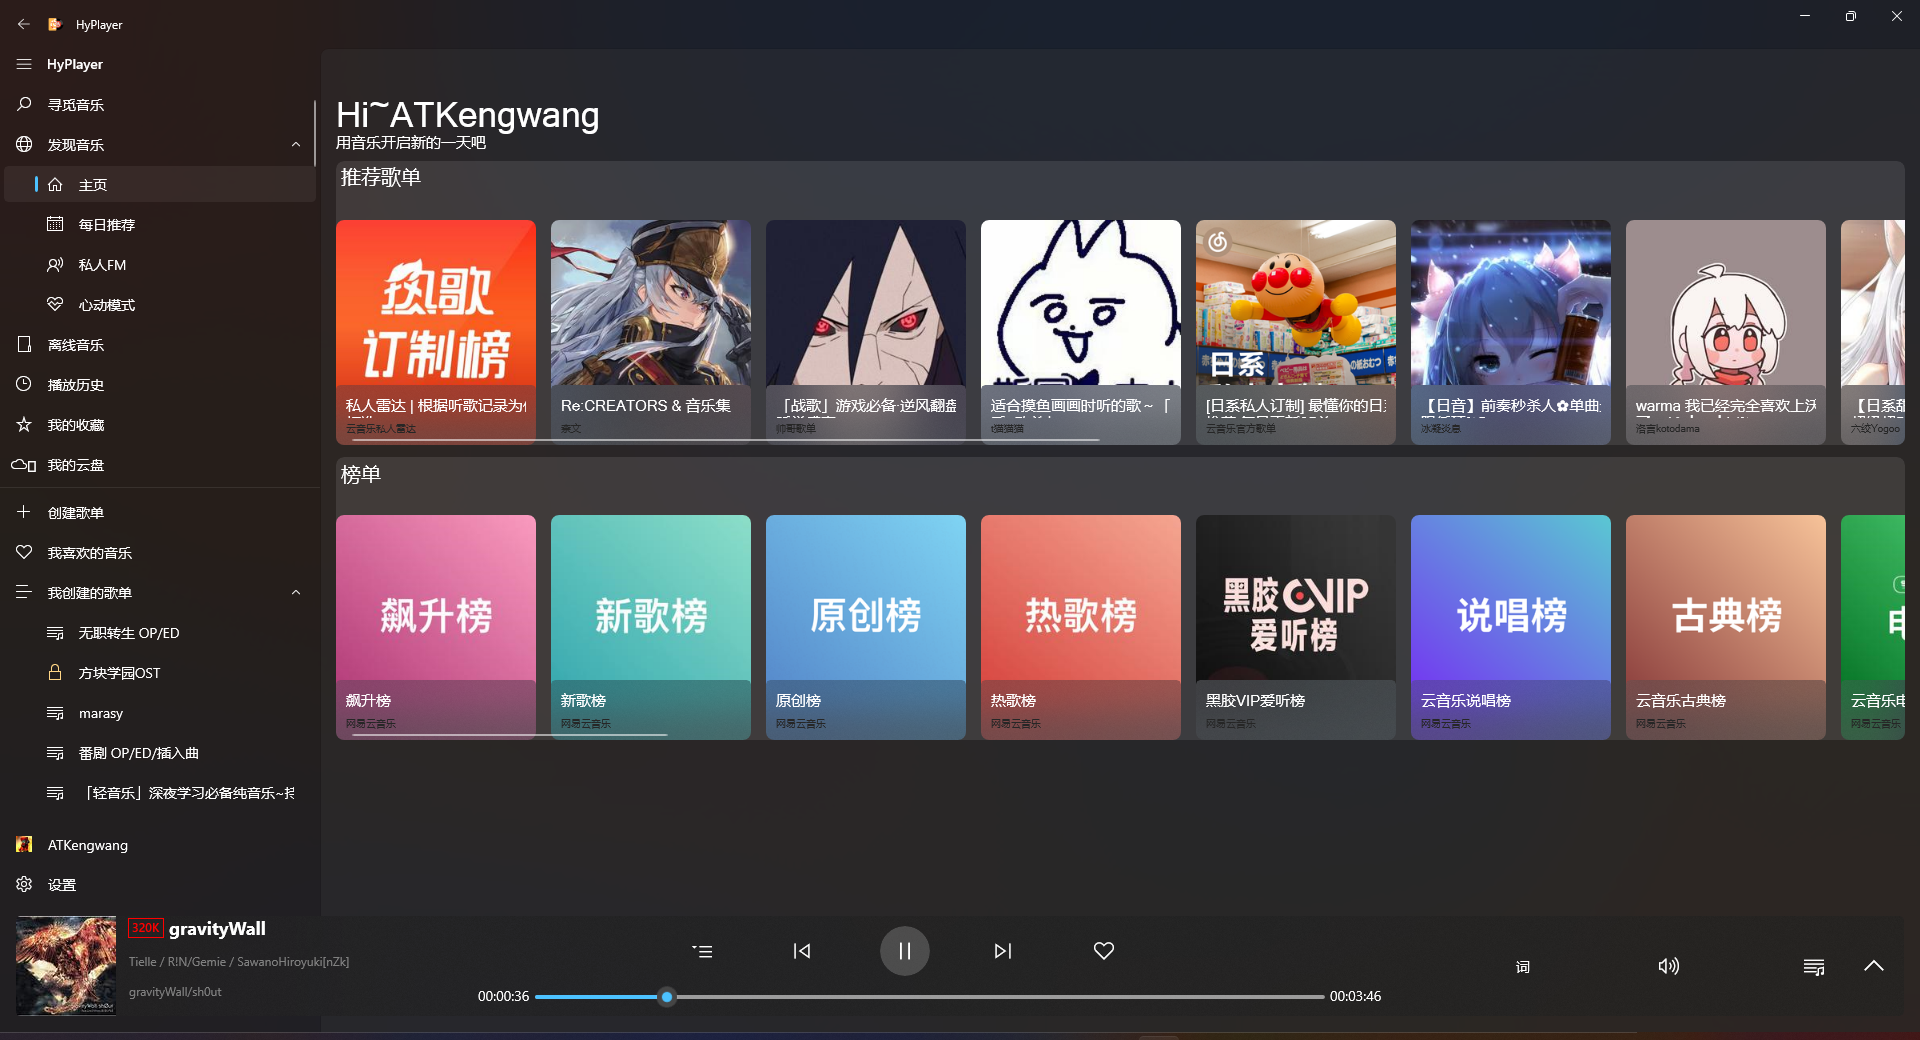 HyPlayer
HyPlayer
寻觅音乐
发现音乐
主页
每日推荐
私人FM
心动模式
离线音乐
播放历史
我的收藏
我的云盘
创建歌单
我喜欢的音乐
我创建的歌单
无职转生 OP/ED
方块学园OST
marasy
番剧 OP/ED/插入曲
「轻音乐」深夜学习必备纯音乐~
ATKengwang
设置
Hi~ATKengwang
用音乐开启新的一天吧
推荐歌单
热歌
订制榜
私人雷达 | 根据听歌记录为
云音乐私人雷达
Re:CREATORS & 音乐集
「战歌」游戏必备·逆风翻盘
帅哥歌单
适合摸鱼画画时听的歌~「
t猫猫猫
日系
[日系私人订制] 最懂你的日
云音乐官方歌单
【日音】前奏秒杀人✿单曲
冰凝炎息
warma 我已经完全喜欢上
洛言kotodama
【日系
六纹Yogoo
榜单
飙升榜
飙升榜
网易云音乐
新歌榜
新歌榜
网易云音乐
原创榜
原创榜
网易云音乐
热歌榜
热歌榜
网易云音乐
黑胶VIP
爱听榜
黑胶VIP爱听榜
网易云音乐
说唱榜
云音乐说唱榜
网易云音乐
古典榜
云音乐古典榜
网易云音乐
电
云音乐电
网易云音乐
320K gravityWall
Tielle / R!N/Gemie / SawanoHiroyuki[nZk]
gravityWall/sh0ut
00:00:36
00:03:46
词